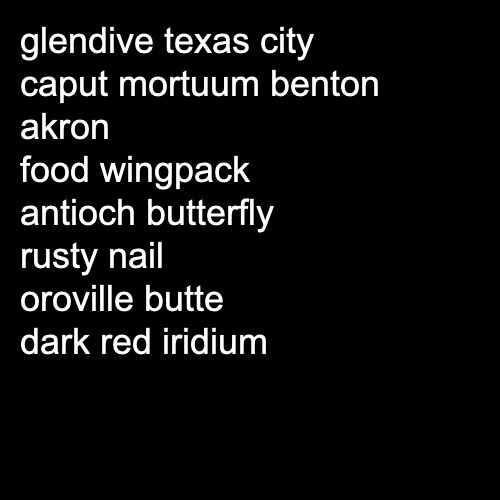 glendive texas city
caput mortuum benton
akron
food wingpack
antioch butterfly
rusty nail
oroville butte
dark red iridium